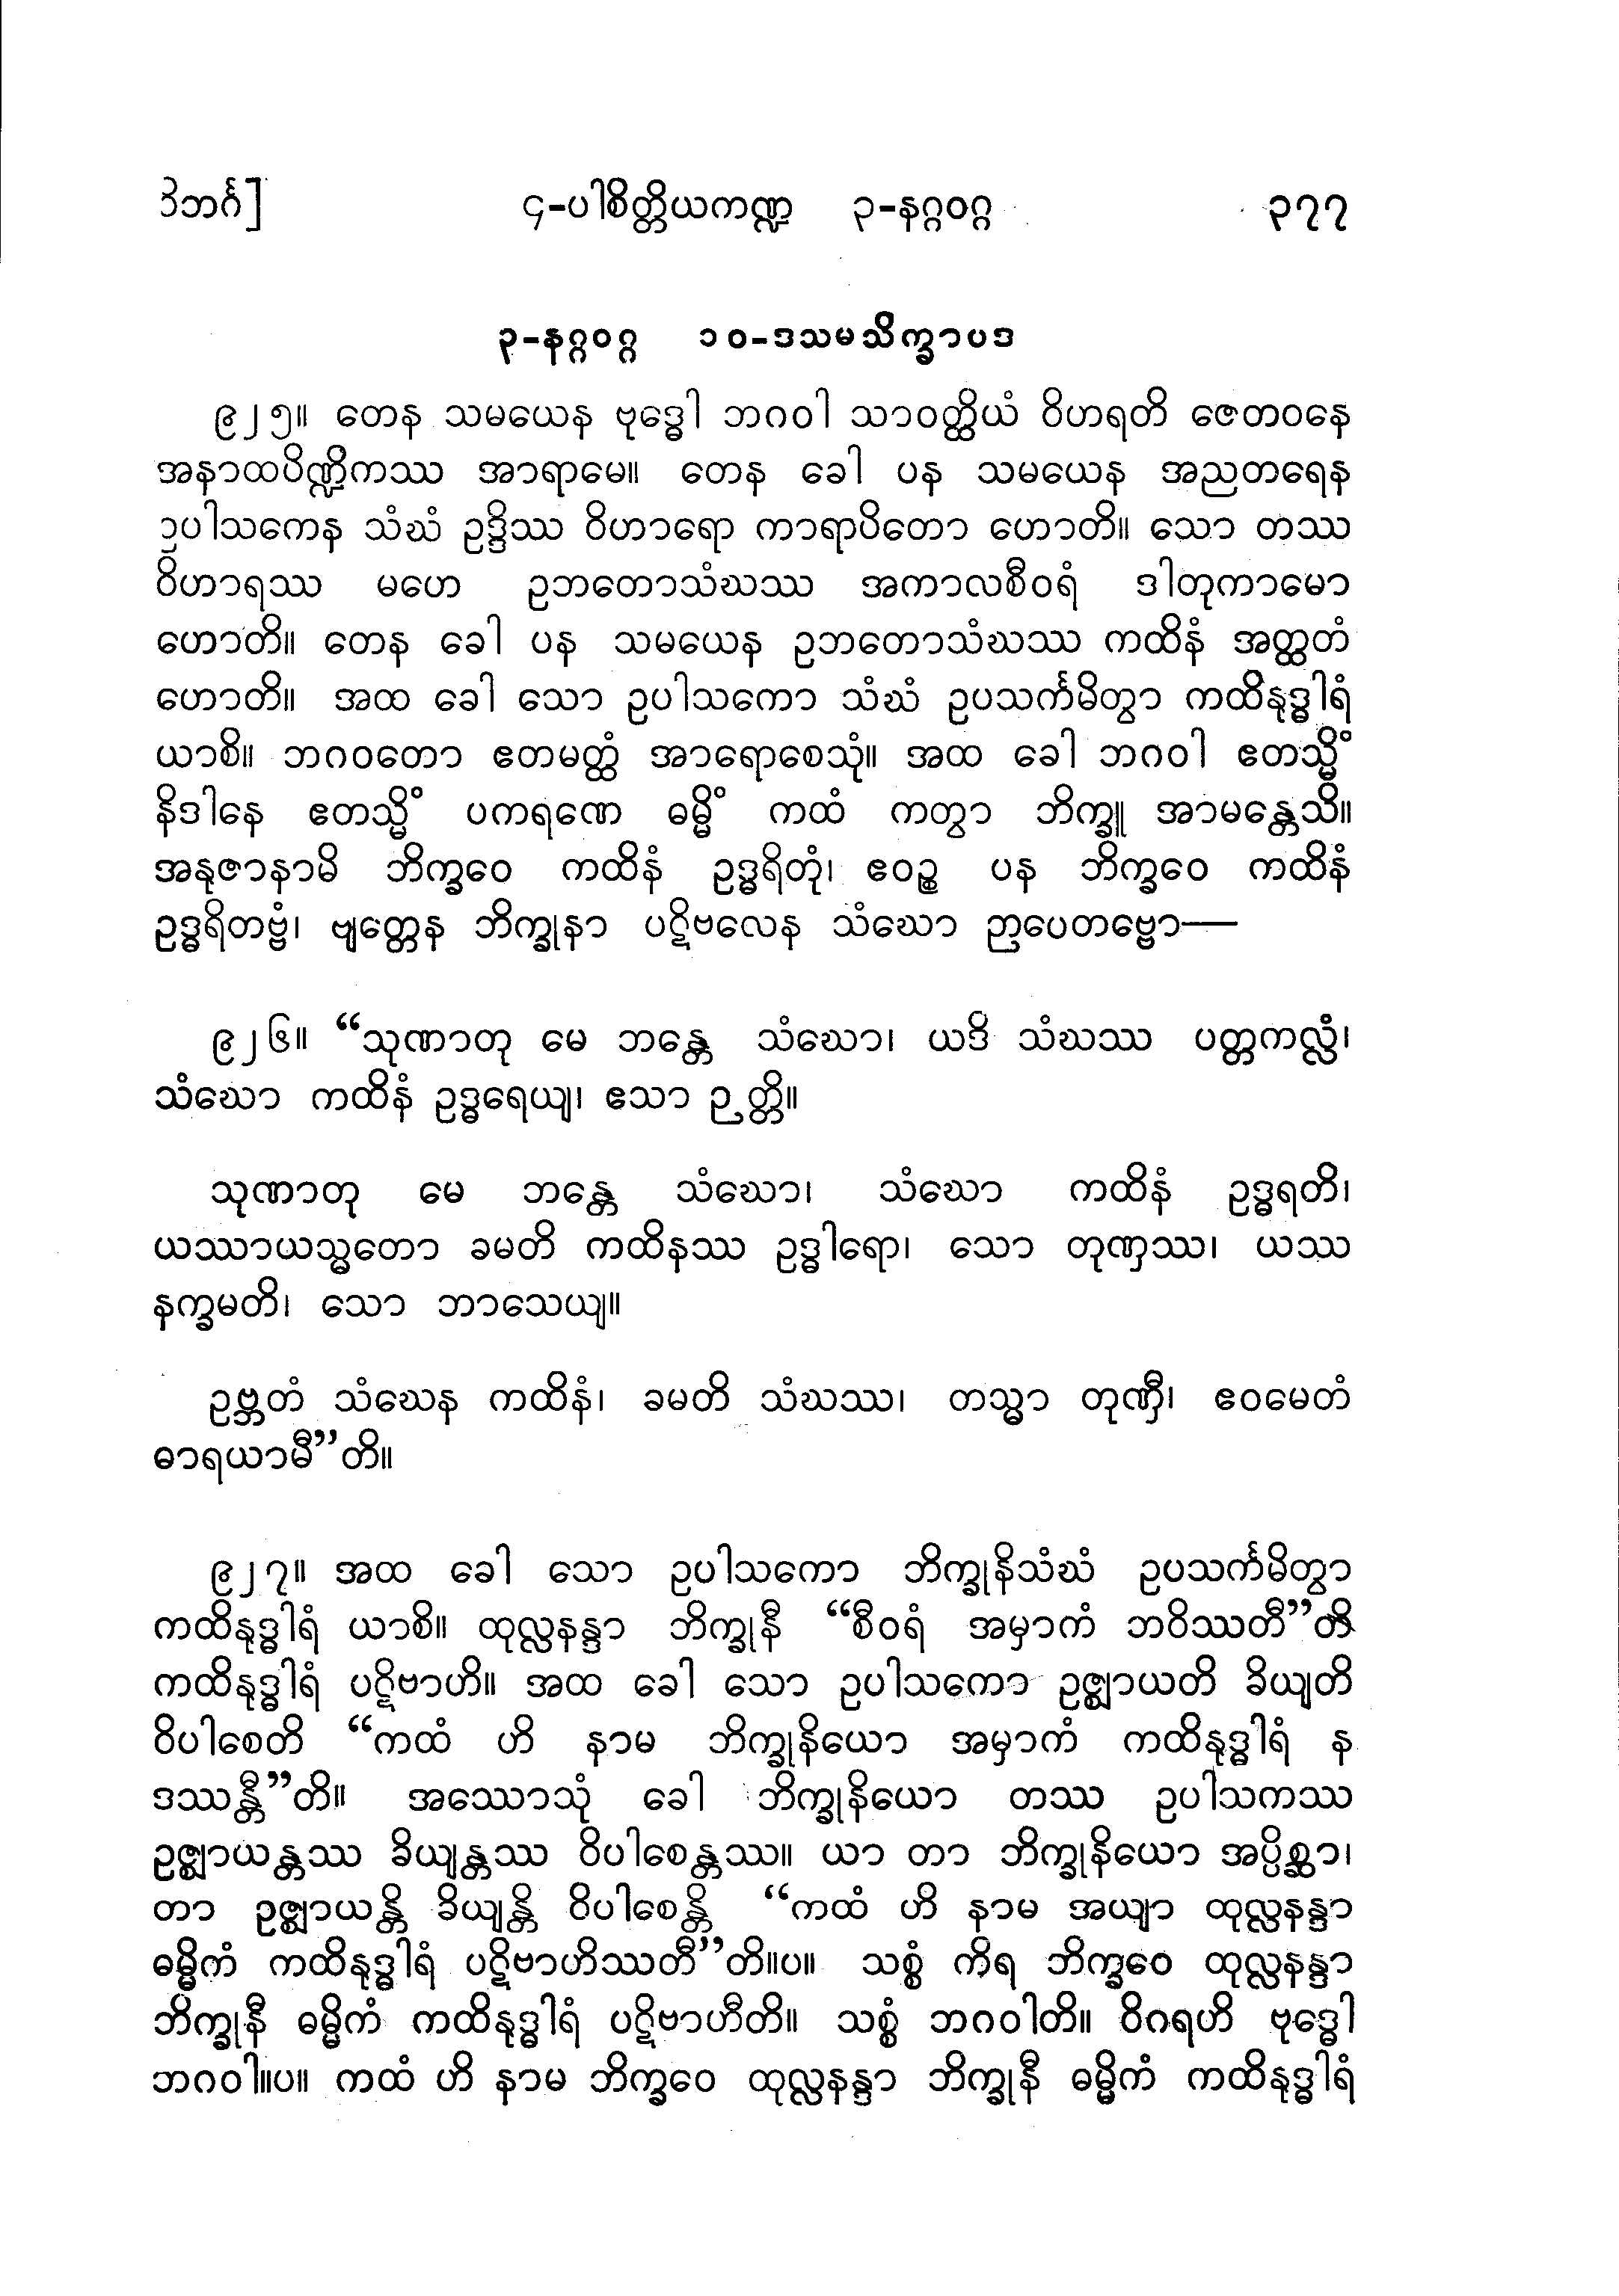 ဒိဘင်္ဂ]	၄-ပါစိတ္တိယကဏ္ဍ ၃-နဂ္ဂဝဂ္ဂ	၃၇၇
၃-နဂ္ဂဝဂ္ဂ ၁၀-ဒသမသိက္ခာပဒ
၉၂၅။ တေန သမယေန ဗုဒ္ဓေါ ဘဂဝါ သာဝတ္ထိယံ ဝိဟရတိ ဇေတဝနေ
အနာထပိဏ္ဍိကဿ အာရာမေ။ တေန ခေါ ပန သမယေန အညတရေန
ဥပါသကေန သံဃံ ဥဒ္ဒိဿ ဝိဟာရော ကာရာပိတော ဟောတိ။ သော တဿ
ဝိဟာရဿ မဟေ ဥဘတောသံဃဿ အကာလစီဝရံ ဒါတုကာမော
ဟောတိ။ တေန ခေါ ပန သမယေန ဥဘတောသံဃဿ ကထိနံ အတ္ထတံ
ဟောတိ။ အထ ခေါ သော ဥပါသကော သံဃံ ဥပသင်္ကမိတွာ ကထိနုဒ္ဓါရံ
ယာစိ။ ဘဂဝတော ဧတမတ္ထံ အာရောစေသုံ။ အထ ခေါ ဘဂဝါ ဧတသ္မိံ
နိဒါနေ ဧတသ္မိံ ပကရဏေ ဓမ္မိံ ကထံ ကတွာ ဘိက္ခူ အာမန္တေသိ။
အနုဇာနာမိ ဘိက္ခဝေ ကထိနံ ဥဒ္ဓရိတုံ၊ ဧဝဉ္စ ပန ဘိက္ခဝေ ကထိနံ
ဥဒ္ဓရိတဗ္ဗံ၊ ဗျတ္တေန ဘိက္ခုနာ ပဋိဗလေန သံဃော ဉာပေတဗ္ဗော—
၉၂၆။ “သုဏာတု မေ ဘန္တေ သံဃော၊ ယဒိ သံဃဿ ပတ္တကလ္လံ၊
သံဃော ကထိနံ ဥဒ္ဓရေယျ၊ ဧသာ ဉတ္တိ။
သုဏာတု မေ ဘန္တေ သံဃော၊ သံဃော ကထိနံ ဥဒ္ဓရတိ၊
ယဿာယသ္မတော ခမတိ ကထိနဿ ဥဒ္ဓါရော၊ သော တုဏှဿ၊ ယဿ
နက္ခမတိ၊ သော ဘာသေယျ။
ဥဗ္ဘတံ သံဃေန ကထိနံ၊ ခမတိ သံဃဿ၊ တသ္မာ တုဏှီ၊ ဧဝမေတံ
ဓာရယာမီ”တိ။
၉၂၇။ အထ ခေါ သော ဥပါသကော ဘိက္ခုနိသံဃံ ဥပသင်္ကမိတွာ
ကထိနုဒ္ဓါရံ ယာစိ။ ထုလ္လနန္ဒာ ဘိက္ခုနီ “စီဝရံ အမှာကံ ဘဝိဿတီ”တိ
ကထိနုဒ္ဓါရံ ပဋိဗာဟိ။ အထ ခေါ သော ဥပါသကော ဥဇ္ဈာယတိ ခိယျတိ
ဝိပါစေတိ “ကထံ ဟိ နာမ ဘိက္ခုနိယော အမှာကံ ကထိနုဒ္ဓါရံ န
ဒဿန္တီ”တိ။ အဿောသုံ ခေါ ဘိက္ခုနိယော တဿ ဥပါသကဿ
ဥဇ္ဈာယန္တဿ ခိယျန္တဿ ဝိပါစေန္တဿ။ ယာ တာ ဘိက္ခုနိယော အပ္ပိစ္ဆာ၊
တာ ဥဇ္ဈာယန္တိ ခိယျန္တိ ဝိပါစေန္တိ “ကထံ ဟိ နာမ အယျာ ထုလ္လနန္ဒာ
ဓမ္မိကံ ကထိနုဒ္ဓါရံ ပဋိဗာဟိဿတီ”တိ။ပ။ သစ္စံ ကိရ ဘိက္ခဝေ ထုလ္လနန္ဒာ
ဘိက္ခုနီ ဓမ္မိကံ ကထိနုဒ္ဓါရံ ပဋိဗာဟီတိ။ သစ္စံ ဘဂဝါတိ။ ဝိဂရဟိ ဗုဒ္ဓေါ
ဘဂဝါ။ပ။ ကထံ ဟိ နာမ ဘိက္ခဝေ ထုလ္လနန္ဒာ ဘိက္ခုနီ ဓမ္မိကံ ကထိနုဒ္ဓါရံ